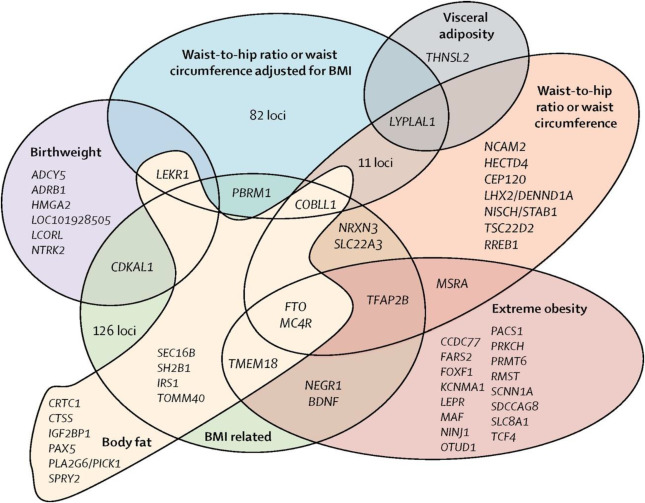 Visceral
adiposity
THNSL2
Waist-to-hip ratio or waist
circumference adjusted for BMI
82 loci
LYPLAL1
Waist-to-hip
ratio or waist
circumference
11 loci
NCAM2
HECTD4
CEP120
LHX2/DENND1A
NISCH/STAB1
TSC22D2
RREB1
Birthweight
ADCY5
ADRB1
HMGA2
LOC101928505
LCORL
NTRK2
LEKR1
PBRM1
COBLL1
NRXN3
SLC22A3
CDKAL1
MSRA
TFAP2B
FTO
MC4R
126 loci
Extreme obesity
CCDC77
FARS2
FOXF1
KCNMA1
LEPR
MAF
NINJ1
OTUD1
PACS1
PRKCH
PRMT6
RMST
SCNN1A
SDCCAG8
SLC8A1
TCF4
SEC16B
SH2B1
IRS1
TOMM40
TMEM18
NEGR1
BDNF
CRTC1
CTSS
IGF2BP1
PAX5
PLA2G6/PICK1
SPRY2
Body fat
BMI related